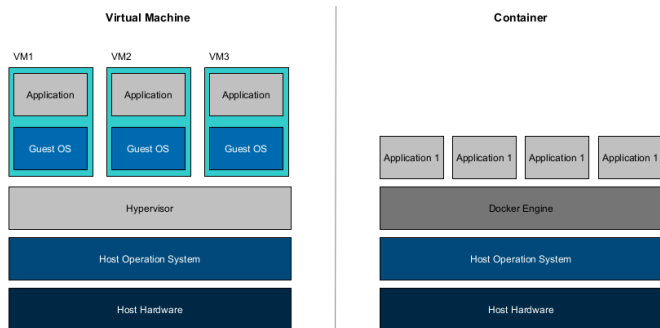 Virtual Machine
VM1
VM2
VM3
Application
Application
Application
Guest OS
Guest OS
Guest OS
Hypervisor
Host Operation System
Host Hardware
Container
Application 1
Application 1
Application 1
Application 1
Docker Engine
Host Operation System
Host Hardware